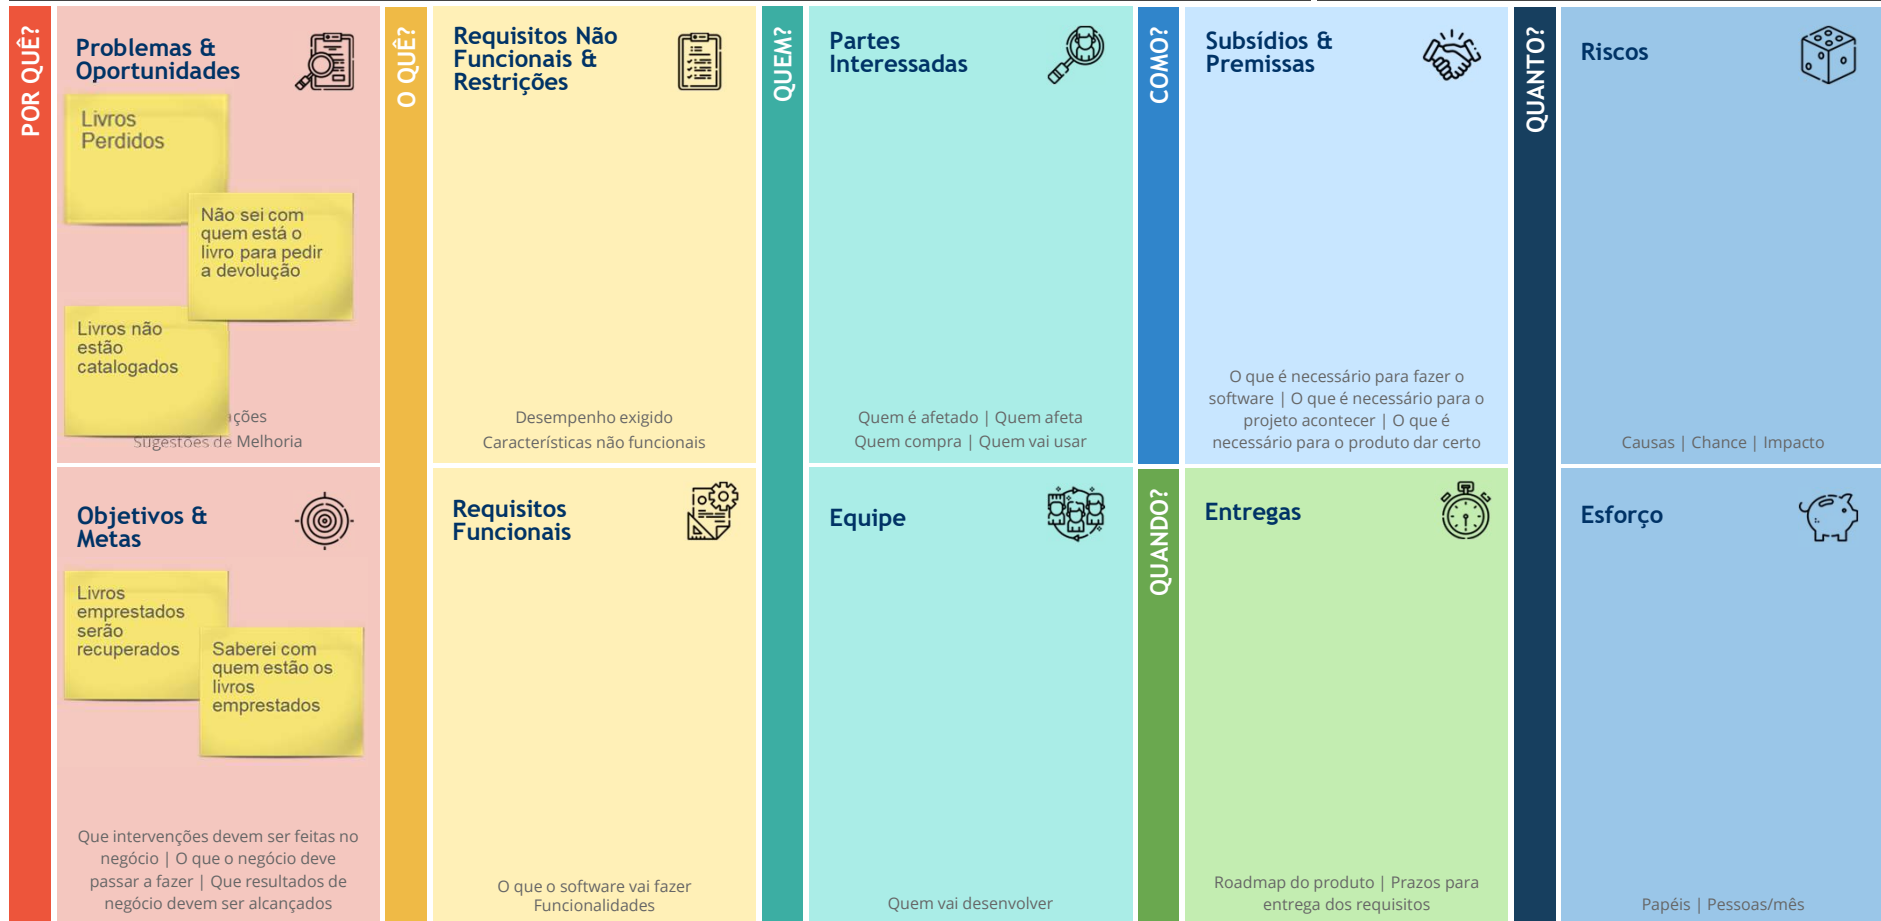 POR QUÊ?
Problemas &
Oportunidades
Livros
Perdidos
Não sei com
quem está o
livro para pedir
a devolução
Livros não
estão
catalogados
ções
Sugestões de Melhoria
Objetivos &
Metas
Livros
emprestados
serão
recuperados
Saberei com
quem estão os
livros
emprestados
Que intervenções devem ser feitas no
negócio | O que o negócio deve
passar a fazer | Que resultados de
negócio devem ser alcançados
O QUÊ?
Requisitos Não
Funcionais &
Restrições
Desempenho exigido
Características não funcionais
Requisitos
Funcionais
O que o software vai fazer
Funcionalidades
QUEM?
Partes
Interessadas
Quem é afetado | Quem afeta
Quem compra | Quem vai usar
Equipe
Quem vai desenvolver
COMO?
Subsídios &
Premissas
O que é necessário para fazer o
software | O que é necessário para o
projeto acontecer | O que é
necessário para o produto dar certo
QUANDO?
Entregas
Roadmap do produto | Prazos para
entrega dos requisitos
QUANTO?
Riscos
Causas | Chance | Impacto
Esforço
Papéis | Pessoas/mês